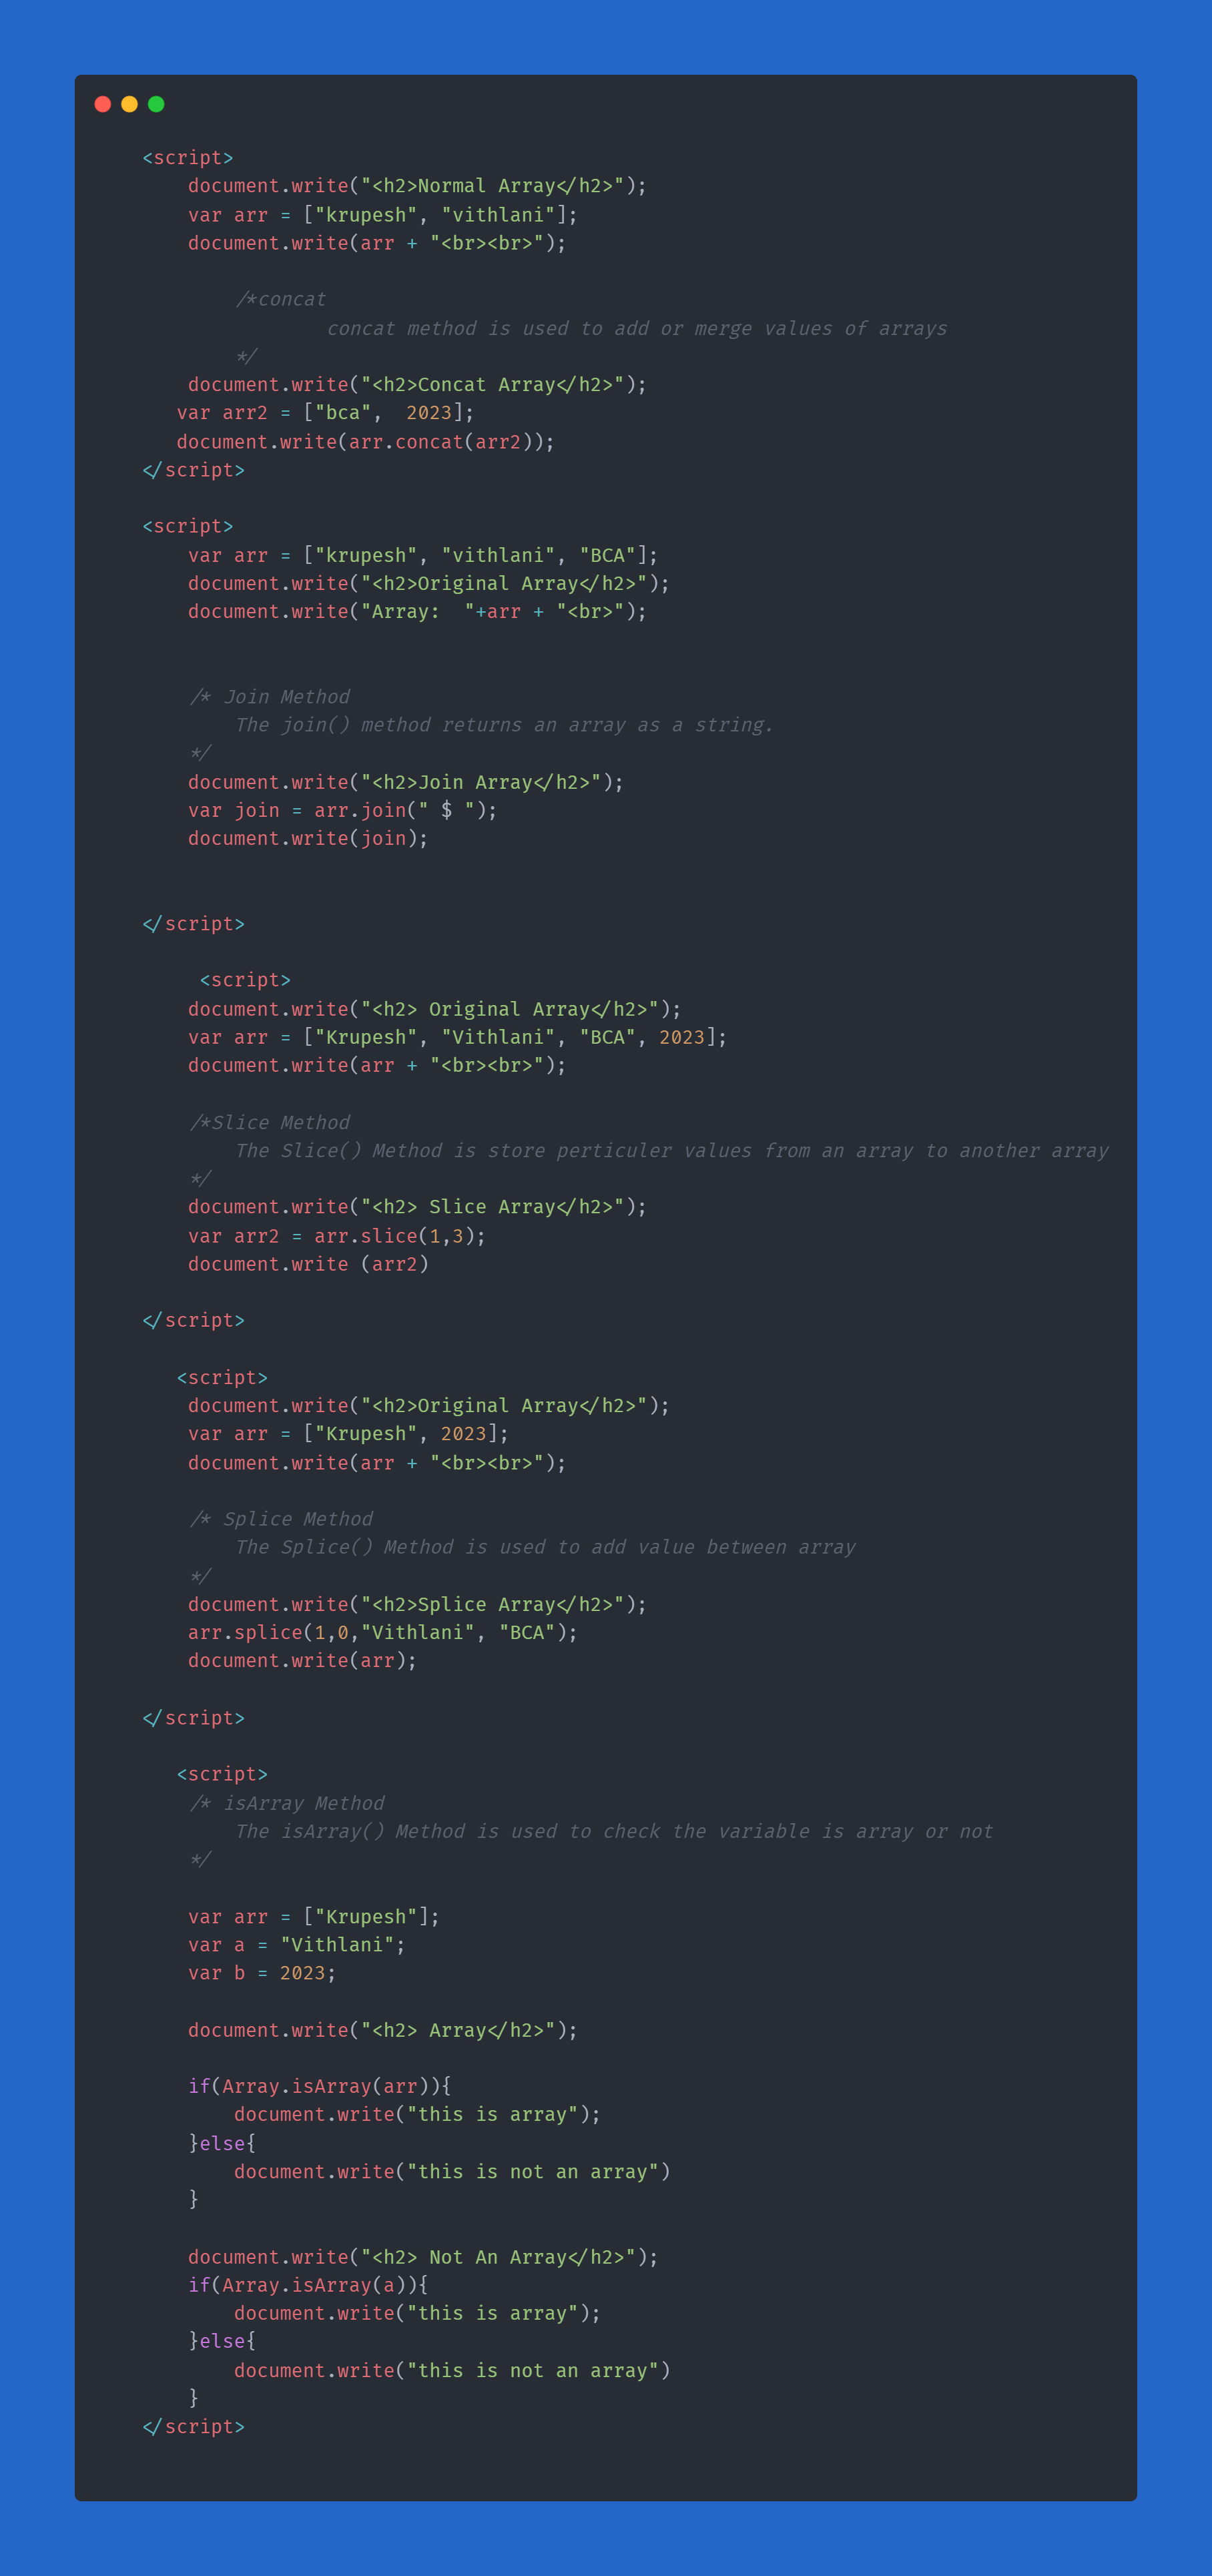 <script>
document.write("<h2>Normal Array</h2>");
var arr = ["krupesh", "vithlani"];
document.write(arr + "<br><br>");
/*concat
concat method is used to add or merge values of arrays
*/
document.write("<h2>Concat Array</h2>");
var arr2 = ["bca",  2023];
document.write(arr.concat(arr2));
</script>
<script>
var arr = ["krupesh", "vithlani", "BCA"];
document.write("<h2>Original Array</h2>");
document.write("Array:  "+arr + "<br>");
/* Join Method
The join() method returns an array as a string.
*/
document.write("<h2>Join Array</h2>");
var join = arr.join(" $ ");
document.write(join);
</script>
<script>
document.write("<h2> Original Array</h2>");
var arr = ["Krupesh", "Vithlani", "BCA", 2023];
document.write(arr + "<br><br>");
/*Slice Method
The Slice() Method is store perticuler values from an array to another array
*/
document.write("<h2> Slice Array</h2>");
var arr2 = arr.slice(1,3);
document.write (arr2)
</script>
<script>
document.write("<h2>Original Array</h2>");
var arr = ["Krupesh", 2023];
document.write(arr + "<br><br>");
/* Splice Method
The Splice() Method is used to add value between array
*/
document.write("<h2>Splice Array</h2>");
arr.splice(1,0,"Vithlani", "BCA");
document.write(arr);
</script>
<script>
/* isArray Method
The isArray() Method is used to check the variable is array or not
*/
var arr = ["Krupesh"];
var a = "Vithlani";
var b = 2023;
document.write("<h2> Array</h2>");
if(Array.isArray(arr)){
document.write("this is array");
}else{
document.write("this is not an array")
}
document.write("<h2> Not An Array</h2>");
if(Array.isArray(a)){
document.write("this is array");
}else{
document.write("this is not an array")
}
</script>